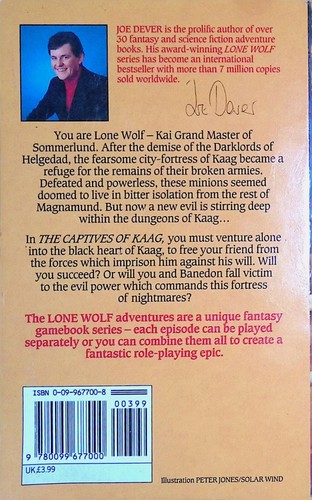 JOE DEVER is the prolific author of over
30 fantasy and science fiction adventure
books. His award-winning LONE WOLF
series has become an international
bestseller with more than 7 million copies
sold worldwide.
Joe Dever
You are Lone Wolf – Kai Grand Master of
Sommerlund. After the demise of the Darklords of
Helgedad, the fearsome city-fortress of Kaag became a
refuge for the remains of their broken armies.
Defeated and powerless, these minions seemed
doomed to live in bitter isolation from the rest of
Magnamund. But now a new evil is stirring deep
within the dungeons of Kaag...
In THE CAPTIVES OF KAAG, you must venture alone
into the black heart of Kaag, to free your friend from
the forces which imprison him against his will. Will
you succeed? Or will you and Banedon fall victim
to the evil power which commands this fortress
of nightmares?
The LONE WOLF adventures are a unique fantasy
gamebook series – each episode can be played
separately or you can combine them all to create a
fantastic role-playing epic.
ISBN 0-09-967700-8
00399
9 780099 677000
UK £3.99
Illustration PETER JONES/SOLAR WIND